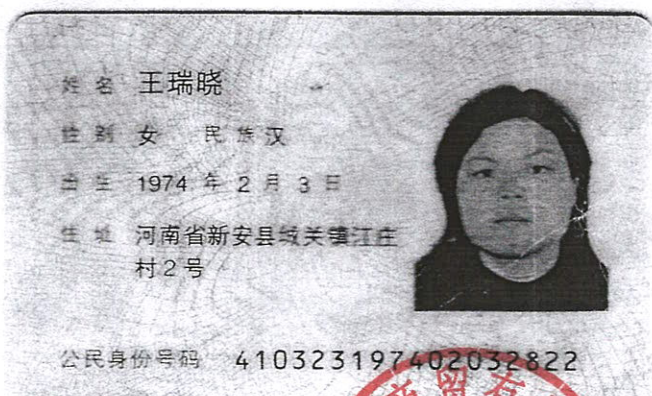 姓名 王瑞晓
性别 女 民族 汉
出生 1974 年 2 月 3 日
住址 河南省新安县城关镇江庄
村2号
公民身份号码 410323197402032822
贸有